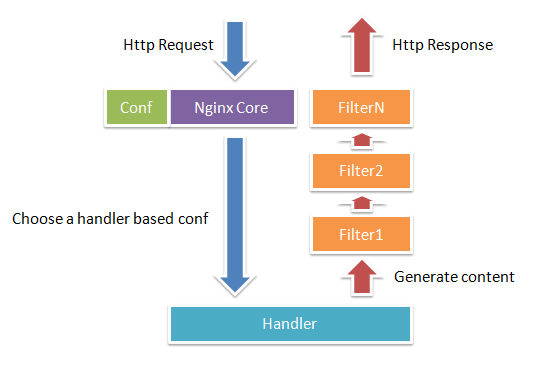 Http Request
Http Response
Conf
Nginx Core
FilterN
Filter2
Choose a handler based conf
Filter1
Generate content
Handler